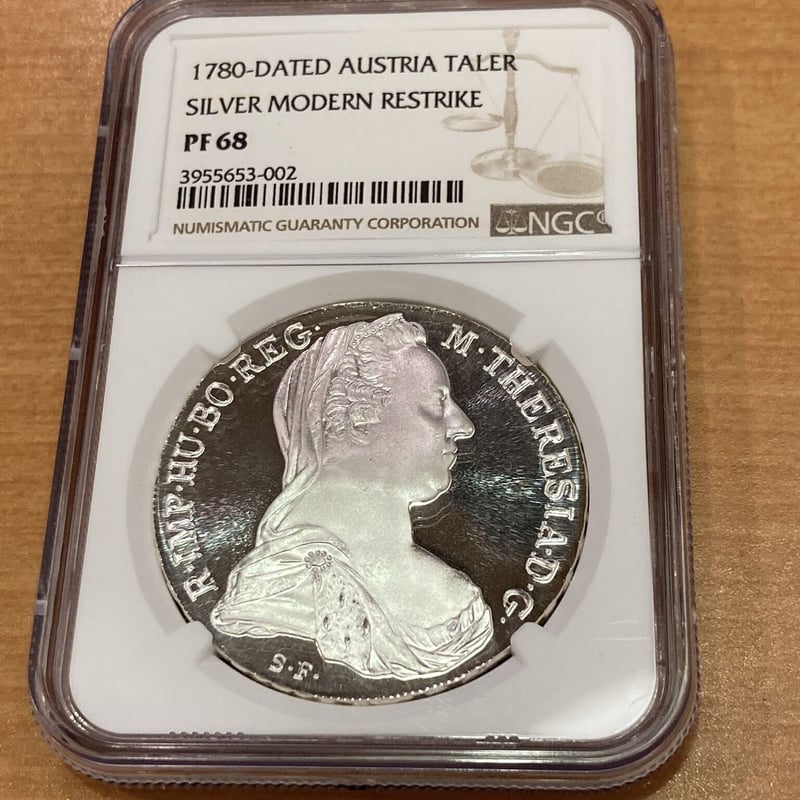 1780-DATED AUSTRIA TALER
SILVER MODERN RESTRIKE
PF 68
3955653-002
NUMISMATIC GUARANTY CORPORATION
NGC
R·IMP·HU·BO·REG·
M·THERESIA·D·G·
S·F·